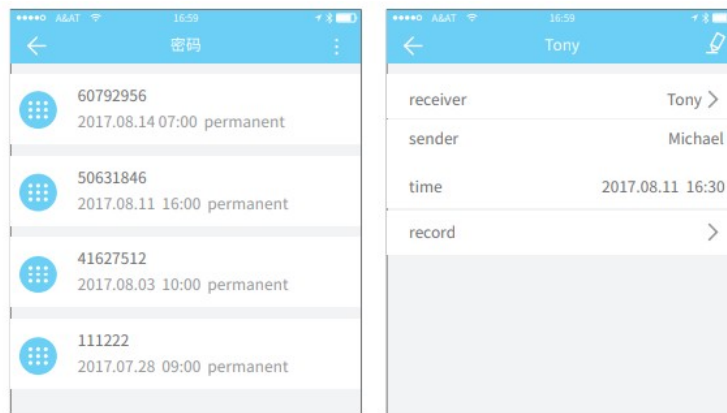 A&AT 16:59
密码
60792956
2017.08.14 07:00 permanent
50631846
2017.08.11 16:00 permanent
41627512
2017.08.03 10:00 permanent
111222
2017.07.28 09:00 permanent
A&AT 16:59
Tony
receiver Tony
sender Michael
time 2017.08.11 16:30
record